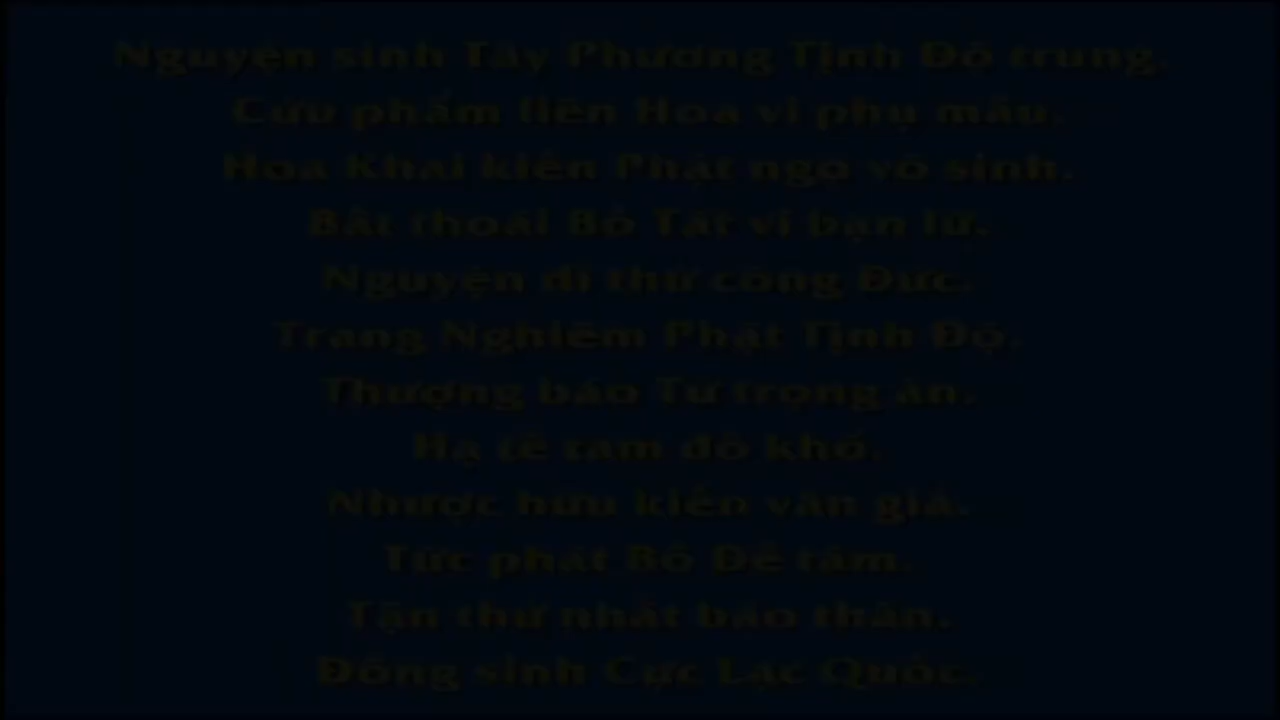 Nguyện sinh Tây Phương Tịnh Độ trung.
Cửu phẩm liên Hoa vi phụ mẫu.
Hoa Khai kiến Phật ngộ vô sinh.
Bất thoái Bồ Tát vi bạn lữ.
Nguyện dĩ thử công Đức.
Trang Nghiêm Phật Tịnh Độ.
Thượng báo Tứ trọng ân.
Hạ tế tam đồ khổ.
Nhược hữu kiến văn giả.
Tức phát Bồ Đề tâm.
Tận thử nhất báo thân.
Đồng sinh Cực Lạc Quốc.